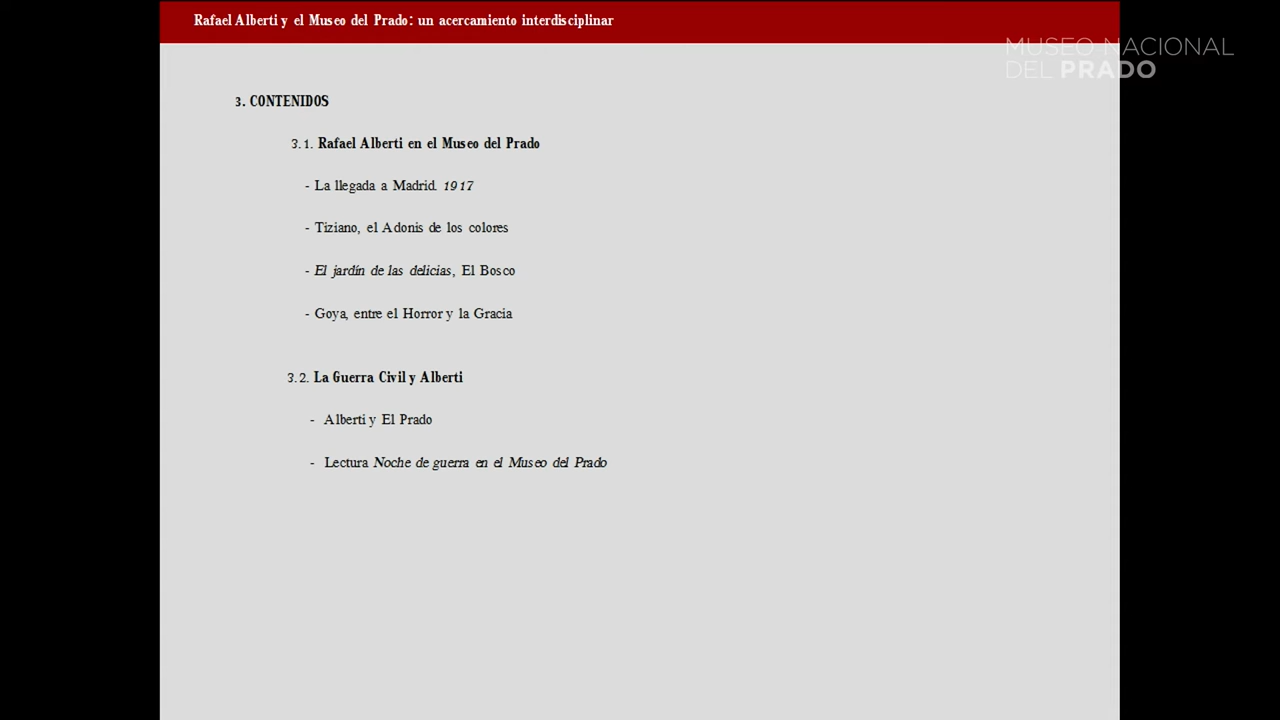 Rafael Alberti y el Museo del Prado: un acercamiento interdisciplinar
MUSEO NACIONAL
DEL PRADO
3. CONTENIDOS
3.1. Rafael Alberti en el Museo del Prado
- La llegada a Madrid. 1917
- Tiziano, el Adonis de los colores
- El jardín de las delicias, El Bosco
- Goya, entre el Horror y la Gracia
3.2. La Guerra Civil y Alberti
- Alberti y El Prado
- Lectura Noche de guerra en el Museo del Prado